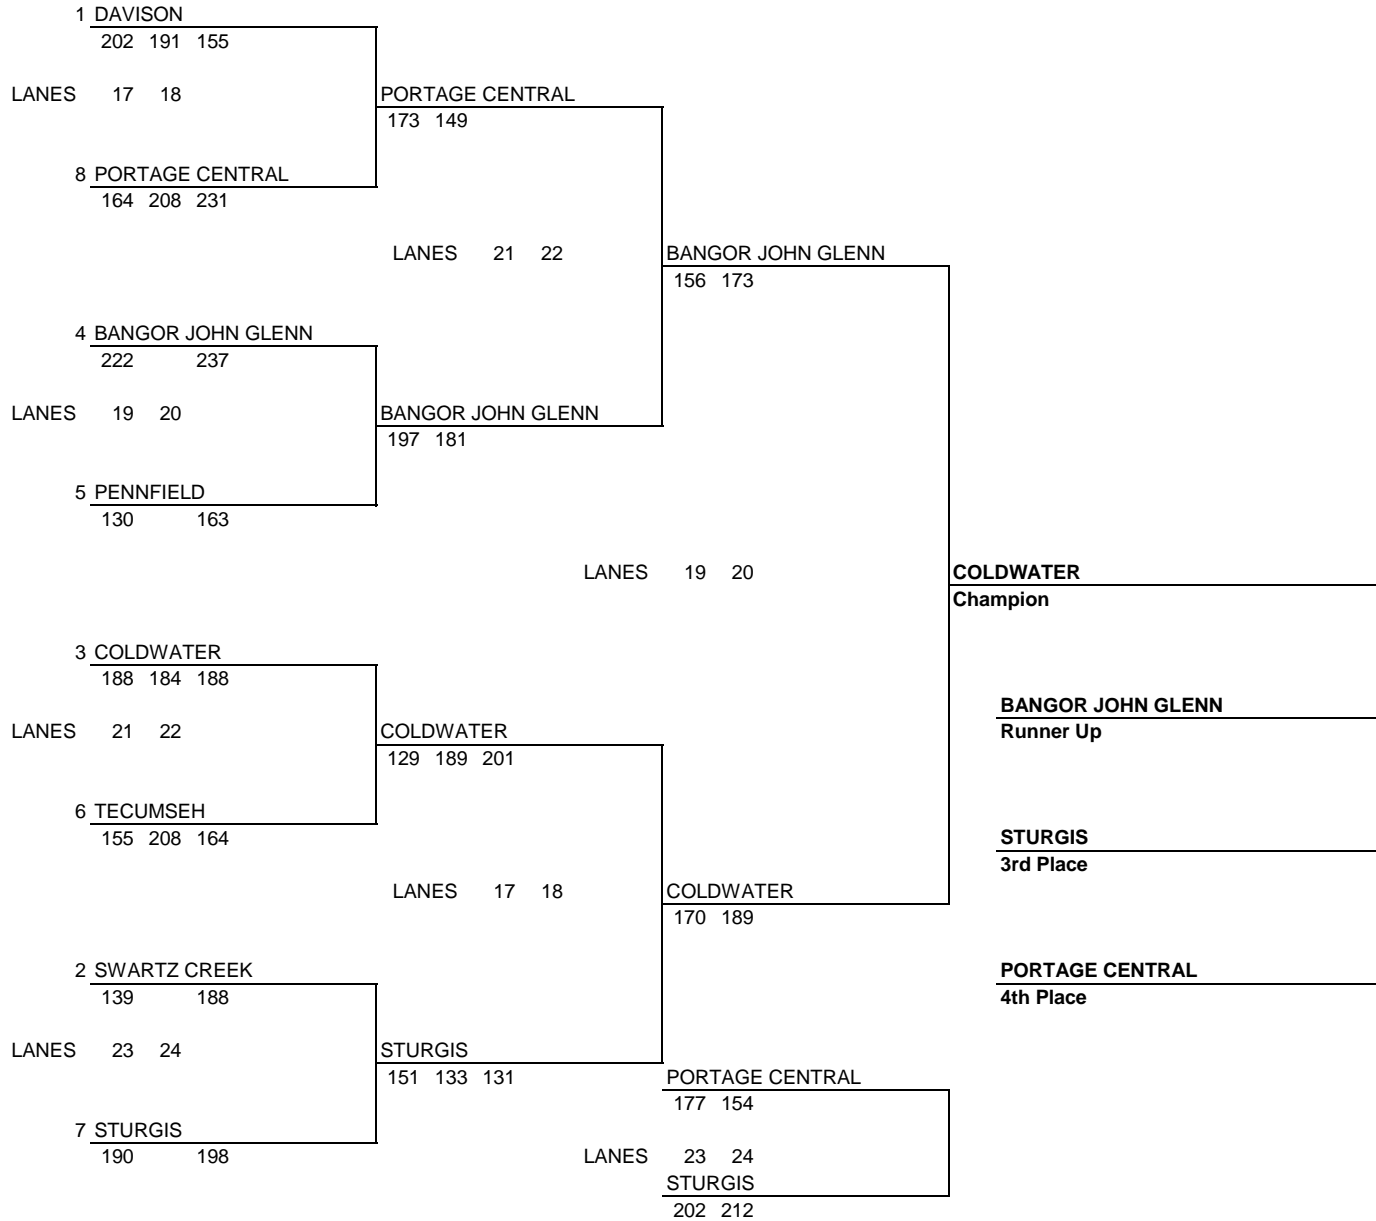 1 DAVISON
202 191 155
LANES 17 18 PORTAGE CENTRAL
173 149
8 PORTAGE CENTRAL
164 208 231
LANES 21 22 BANGOR JOHN GLENN
156 173
4 BANGOR JOHN GLENN
222 237
LANES 19 20 BANGOR JOHN GLENN
197 181
5 PENNFIELD
130 163
LANES 19 20 COLDWATER
Champion
3 COLDWATER
188 184 188
BANGOR JOHN GLENN
LANES 21 22 COLDWATER Runner Up
129 189 201
6 TECUMSEH
155 208 164 STURGIS
3rd Place
LANES 17 18 COLDWATER
170 189
2 SWARTZ CREEK PORTAGE CENTRAL
139 188 4th Place
LANES 23 24 STURGIS
151 133 131 PORTAGE CENTRAL
177 154
7 STURGIS
190 198 LANES 23 24
STURGIS
202 212